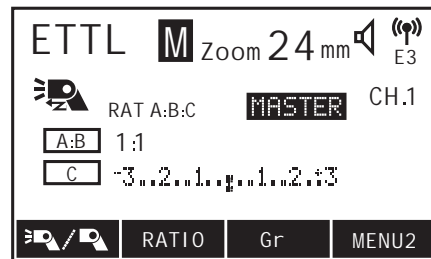 ETTL M Zoom 24 mm E3
RAT A:B:C MASTER CH.1
A:B 1:1
C -3..2..1..▪..1..2..+3
/ RATIO Gr MENU2